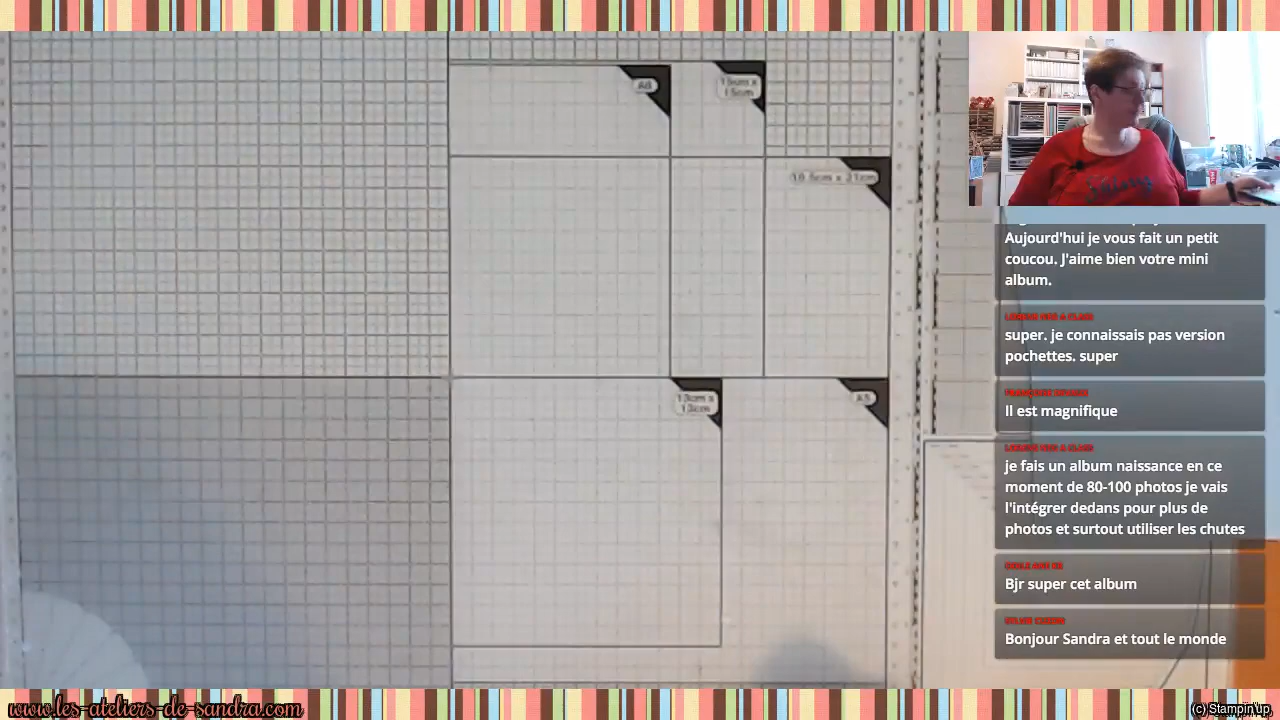 A6
15cm x
15cm
13cm x
13cm
A5
Aujourd'hui je vous fait un petit
coucou. J'aime bien votre mini
album.
super. je connaissais pas version
pochettes. super
Il est magnifique
je fais un album naissance en ce
moment de 80-100 photos je vais
l'intégrer dedans pour plus de
photos et surtout utiliser les chutes
Bjr super cet album
Bonjour Sandra et tout le monde
www.les-ateliers-de-sandra.com
(c) Stampin'up